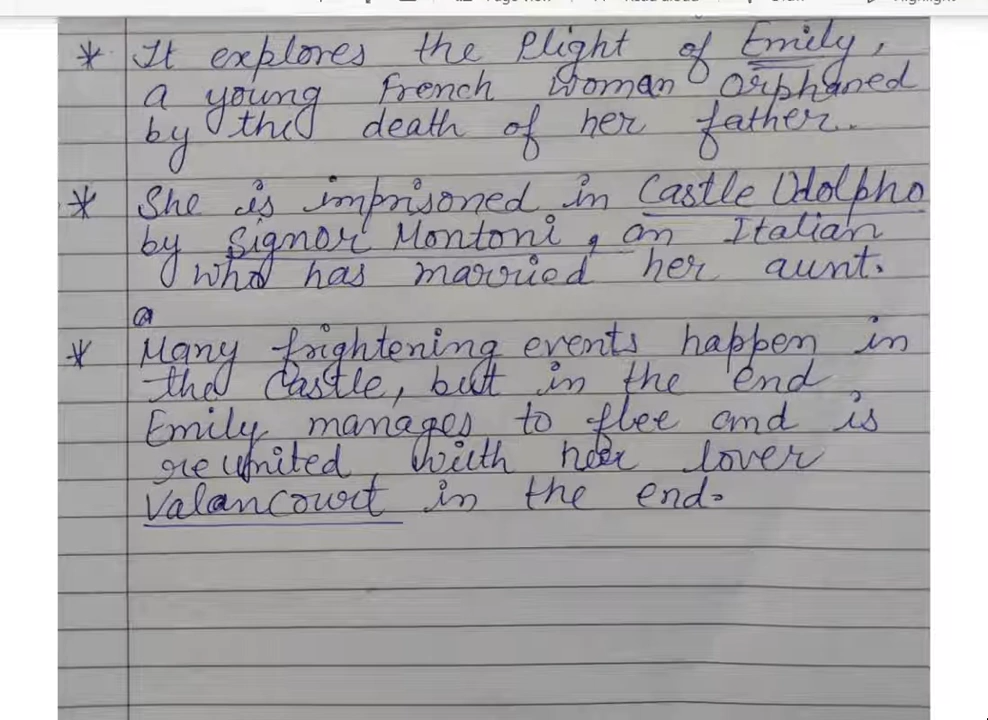 * It explores the Plight of Emily,
a young French Woman Orphaned
by the death of her father.
* She is imprisoned in Castle Udolpho
by Signor Montoni, an Italian
who has married her aunt.
a
* Many frightening events happen in
the Castle, but in the end
Emily manages to flee and is
reunited with her lover
Valancourt in the end.